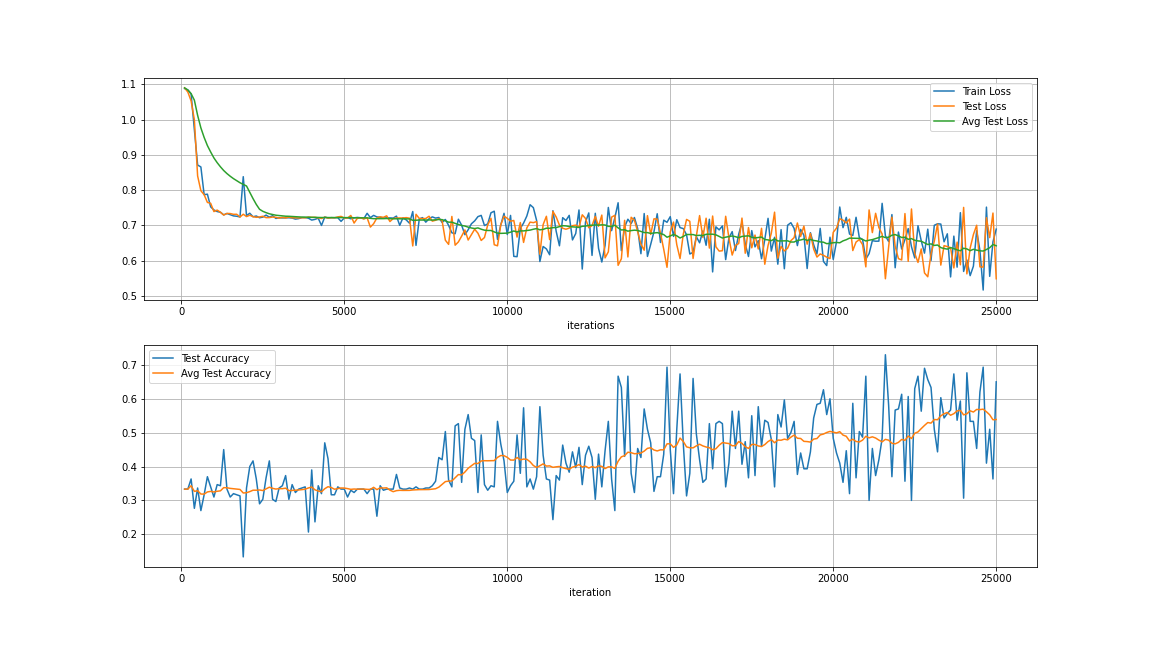 1.1
1.0
0.9
0.8
0.7
0.6
0.5
Train Loss
Test Loss
Avg Test Loss
0 5000 10000 15000 20000 25000
iterations
Test Accuracy
Avg Test Accuracy
0.7
0.6
0.5
0.4
0.3
0.2
0 5000 10000 15000 20000 25000
iteration